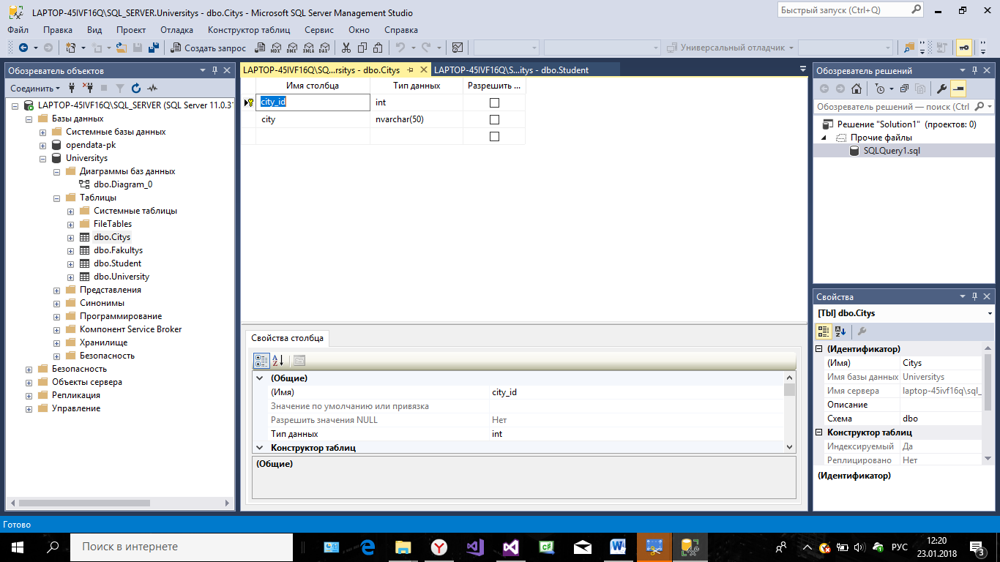 LAPTOP-45IVF16Q\SQL_SERVER.Universitys - dbo.Citys - Microsoft SQL Server Management Studio
Быстрый запуск (Ctrl+Q)
Файл Правка Вид Проект Отладка Конструктор таблиц Сервис Окно Справка
Создать запрос
MDX DMX XMLA DAX
Универсальный отладчик
Обозреватель объектов
Соединить
LAPTOP-45IVF16Q\SQL_SERVER (SQL Server 11.0.31
Базы данных
Системные базы данных
opendata-pk
Universitys
Диаграммы баз данных
dbo.Diagram_0
Таблицы
Системные таблицы
FileTables
dbo.Citys
dbo.Fakultys
dbo.Student
dbo.University
Представления
Синонимы
Программирование
Компонент Service Broker
Хранилище
Безопасность
Безопасность
Объекты сервера
Репликация
Управление
LAPTOP-45IVF16Q\SQ...rsitys - dbo.Citys
LAPTOP-45IVF16Q\S...itys - dbo.Student
Имя столбца Тип данных Разрешить ...
city_id int
city nvarchar(50)
Свойства столбца
(Общие)
(Имя) city_id
Значение по умолчанию или привязка
Разрешить значения NULL Нет
Тип данных int
Конструктор таблиц
(Общие)
Обозреватель решений
Обозреватель решений — поиск (Ctrl
Решение "Solution1" (проектов: 0)
Прочие файлы
SQLQuery1.sql
Свойства
[Tbl] dbo.Citys
(Идентификатор)
(Имя) Citys
Имя базы данных Universitys
Имя сервера laptop-45ivf16q\sql_
Описание
Схема dbo
Конструктор таблиц
Индексируемый Да
Реплицировано Нет
(Идентификатор)
Готово
Поиск в интернете
РУС
12:20
23.01.2018
3